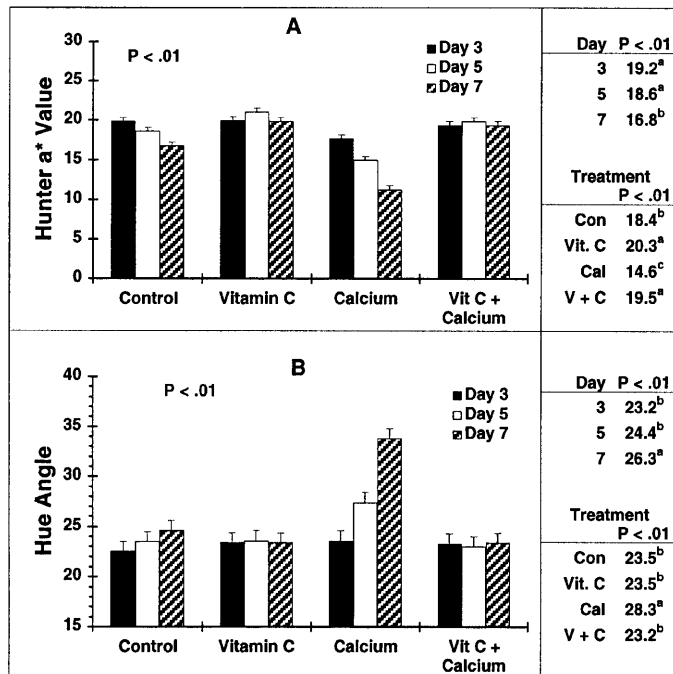 A
P < .01
Day 3
Day 5
Day 7
Hunter a* Value
30
25
20
15
10
5
0
Control
Vitamin C
Calcium
Vit C +
Calcium
Day P < .01
3 19.2a
5 18.6a
7 16.8b
Treatment
P < .01
Con 18.4b
Vit. C 20.3a
Cal 14.6c
V + C 19.5a
B
P < .01
Day 3
Day 5
Day 7
Hue Angle
40
35
30
25
22
15
Control
Vitamin C
Calcium
Vit C +
Calcium
Day P < .01
3 23.2b
5 24.4b
7 26.3a
Treatment
P < .01
Con 23.5b
Vit. C 23.5b
Cal 28.3a
V + C 23.2b